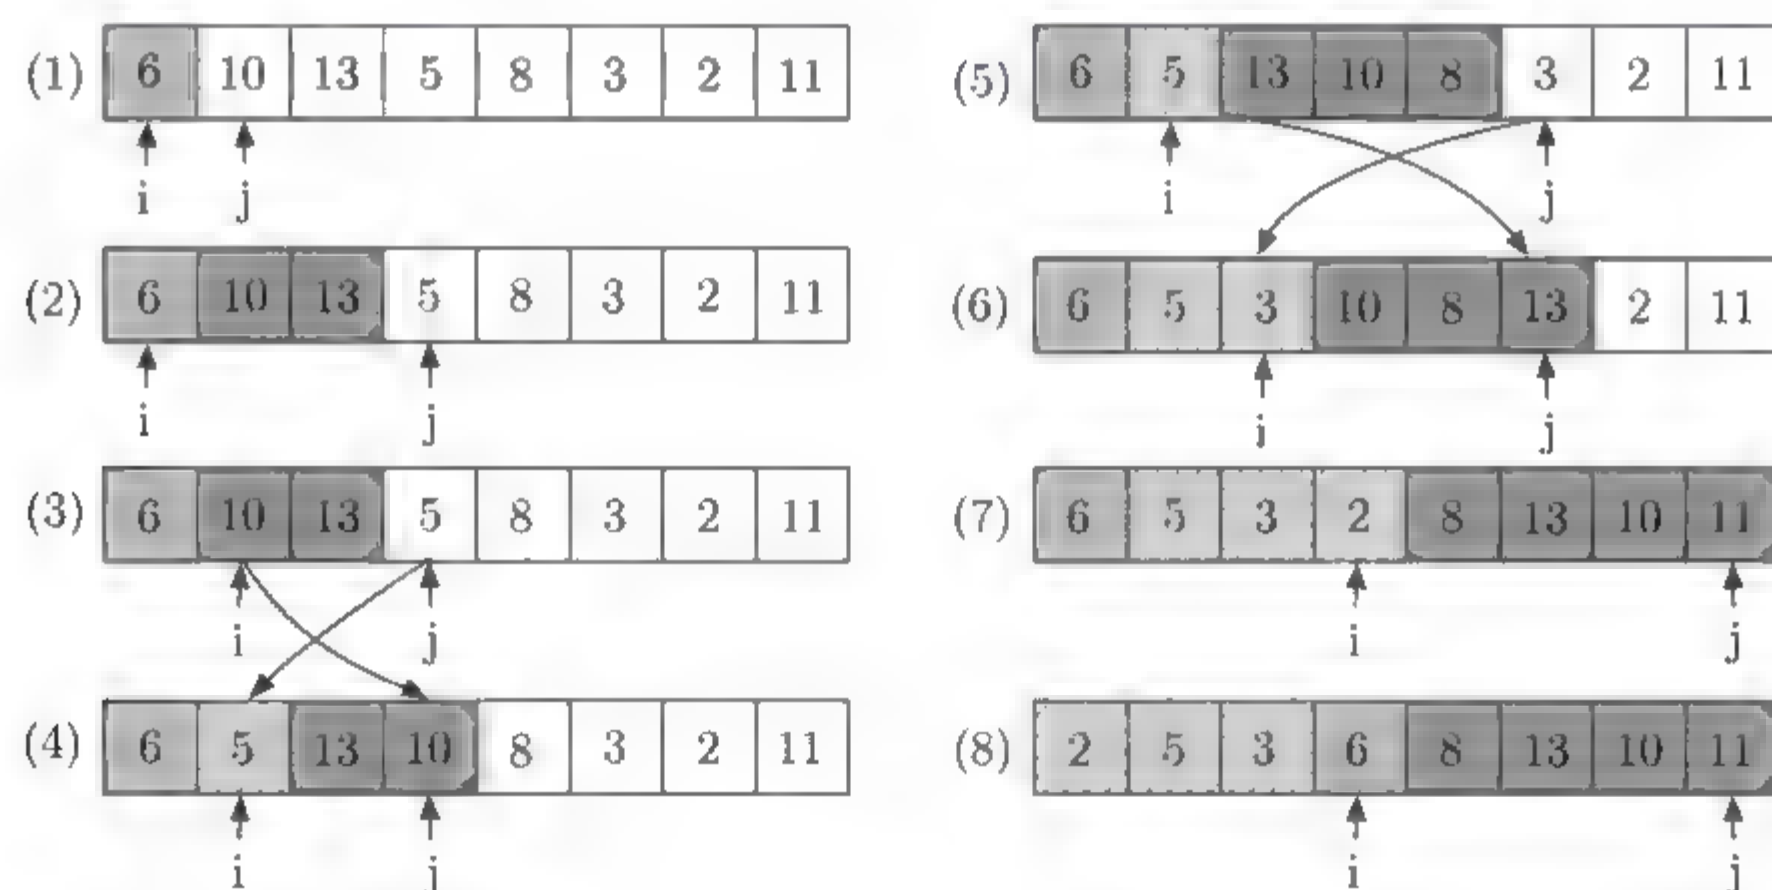 (1) 6 10 13 5 8 3 2 11
i j
(2) 6 10 13 5 8 3 2 11
i j
(3) 6 10 13 5 8 3 2 11
i j
(4) 6 5 13 10 8 3 2 11
i j
(5) 6 5 13 10 8 3 2 11
i j
(6) 6 5 3 10 8 13 2 11
i j
(7) 6 5 3 2 8 13 10 11
i j
(8) 2 5 3 6 8 13 10 11
i j